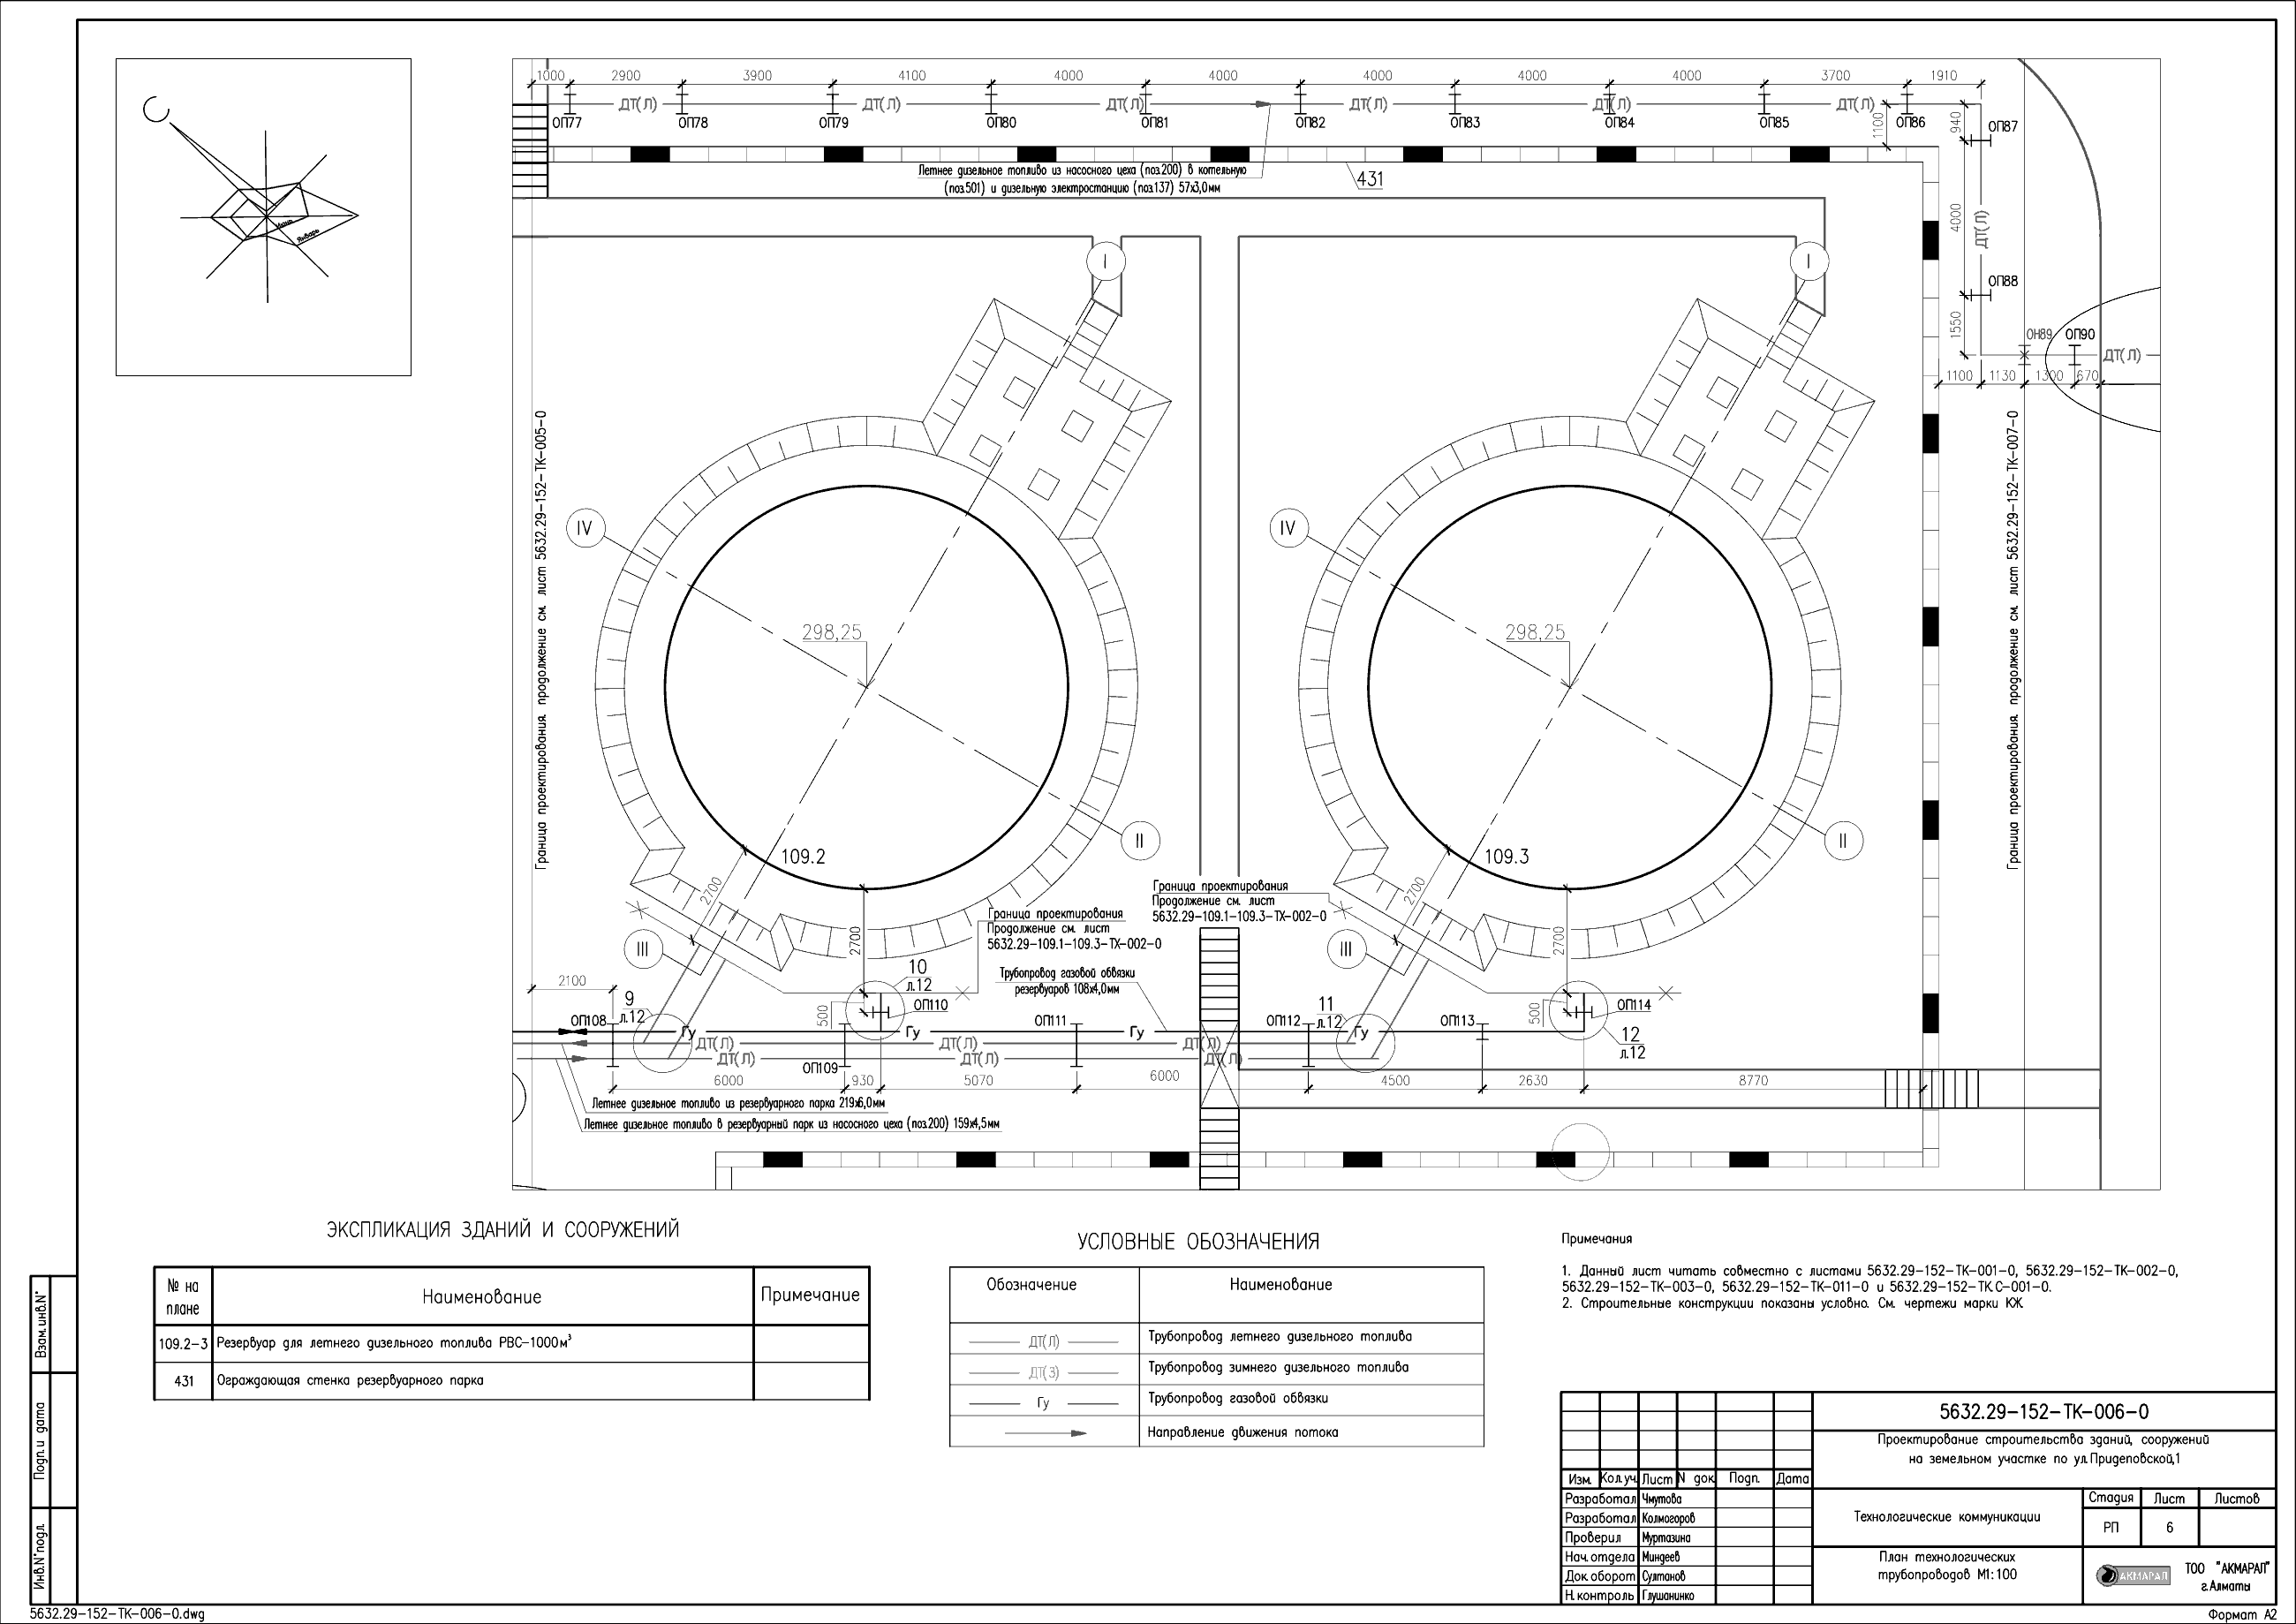 1000 2900 3900 4100 4000 4000 4000 4000 4000 3700 1910
ДТ(Л) ДТ(Л) ДТ(Л) ДТ(Л) ДТ(Л) ДТ(Л)
ОП77 ОП78 ОП79 ОП80 ОП81 ОП82 ОП83 ОП84 ОП85 ОП86
1100
940
ОП87
С
Июнь
Январь
Летнее дизельное топливо из насосного цеха (поз.200) в котельную
(поз.501) и дизельную электростанцию (поз.137) 57х3,0мм
431
4000
ДТ(Л)
I
I
ОП88
1550
ОН89 ОП90
ДТ(Л)
1100 1130 1300 670
Граница проектирования. продолжение см. лист 5632.29-152-ТК-005-0
Граница проектирования. продолжение см. лист 5632.29-152-ТК-007-0
IV
IV
298,25
298,25
II
II
109.2
109.3
2700
2700
Граница проектирования
Продолжение см. лист
5632.29-109.1-109.3-ТХ-002-0
Граница проектирования
Продолжение см. лист
5632.29-109.1-109.3-ТХ-002-0
III
III
2700
2700
Трубопровод газовой обвязки
резервуаров 108х4,0мм
2100
10
л.12
ОП110
500
9
л.12
ОП108
11
л.12
ОП111
ОП112
ОП113
500
ОП114
12
л.12
Гу Гу Гу Гу
ДТ(Л) ДТ(Л) ДТ(Л)
ДТ(Л) ДТ(Л) ДТ(Л)
ОП109
6000 930 5070 6000 4500 2630 8770
Летнее дизельное топливо из резервуарного парка 219х6,0мм
Летнее дизельное топливо в резервуарный парк из насосного цеха (поз.200) 159х4,5мм
ЭКСПЛИКАЦИЯ ЗДАНИЙ И СООРУЖЕНИЙ
№ на плане Наименование Примечание
109.2-3 Резервуар для летнего дизельного топлива РВС-1000м³
431 Ограждающая стенка резервуарного парка
УСЛОВНЫЕ ОБОЗНАЧЕНИЯ
Обозначение Наименование
ДТ(Л) Трубопровод летнего дизельного топлива
ДТ(З) Трубопровод зимнего дизельного топлива
Гу Трубопровод газовой обвязки
Направление движения потока
Примечания
1. Данный лист читать совместно с листами 5632.29-152-ТК-001-0, 5632.29-152-ТК-002-0,
5632.29-152-ТК-003-0, 5632.29-152-ТК-011-0 и 5632.29-152-ТК.С-001-0.
2. Строительные конструкции показаны условно. См. чертежи марки КЖ.
5632.29-152-ТК-006-0
Проектирование строительства зданий, сооружений
на земельном участке по ул.Приделовской,1
Изм. Кол.уч. Лист N док. Подп. Дата
Разработал Чмутова
Разработал Колмогоров
Проверил Муртазина
Нач.отдела Миндеев
Док.оборот Султанов
Н.контроль Глушаникo
Технологические коммуникации
Стадия Лист Листов
РП 6
План технологических
трубопроводов М1:100
АКМАРАЛ
ТОО "АКМАРАЛ"
г.Алматы
Взам.инв.N°
Подп.и дата
Инв.N°подл.
5632.29-152-ТК-006-0.dwg
Формат А2